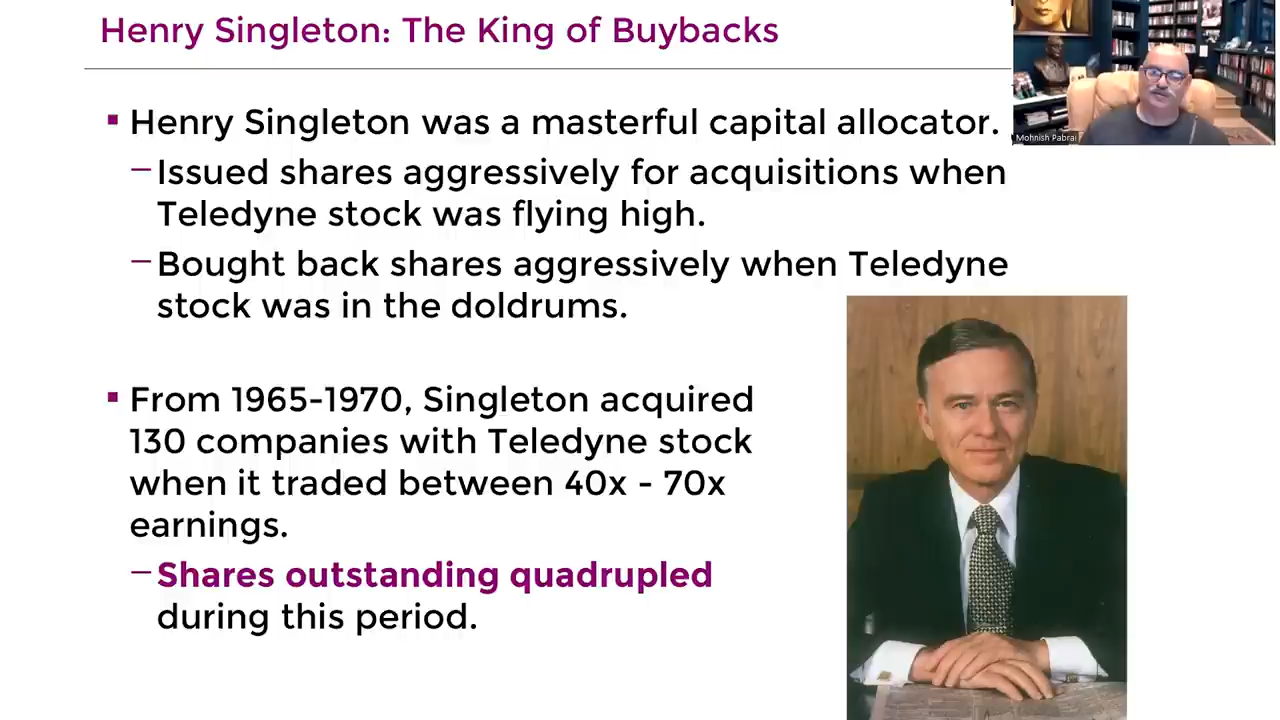 Henry Singleton: The King of Buybacks
Mohnish Pabrai
▪ Henry Singleton was a masterful capital allocator.
– Issued shares aggressively for acquisitions when
Teledyne stock was flying high.
– Bought back shares aggressively when Teledyne
stock was in the doldrums.
▪ From 1965-1970, Singleton acquired
130 companies with Teledyne stock
when it traded between 40x - 70x
earnings.
– Shares outstanding quadrupled
during this period.